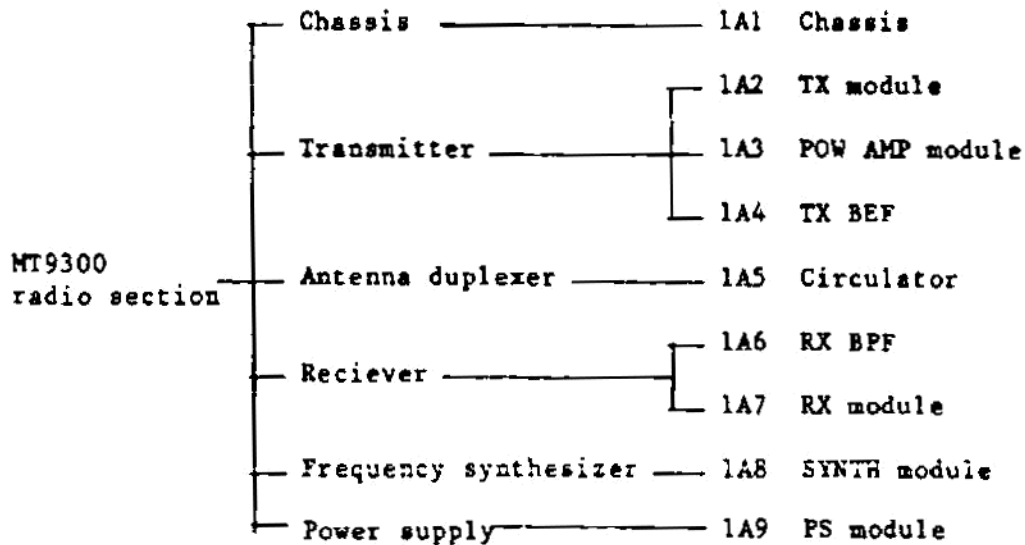 Chassis 1A1 Chassis
1A2 TX module
Transmitter 1A3 POW AMP module
1A4 TX BEF
MT9300
radio section
Antenna duplexer 1A5 Circulator
1A6 RX BPF
Reciever
1A7 RX module
Frequency synthesizer 1A8 SYNTH module
Power supply 1A9 PS module